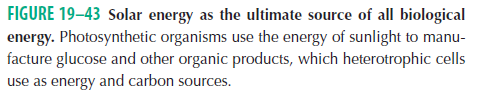 FIGURE 19–43 Solar energy as the ultimate source of all biological
energy. Photosynthetic organisms use the energy of sunlight to manu-
facture glucose and other organic products, which heterotrophic cells
use as energy and carbon sources.